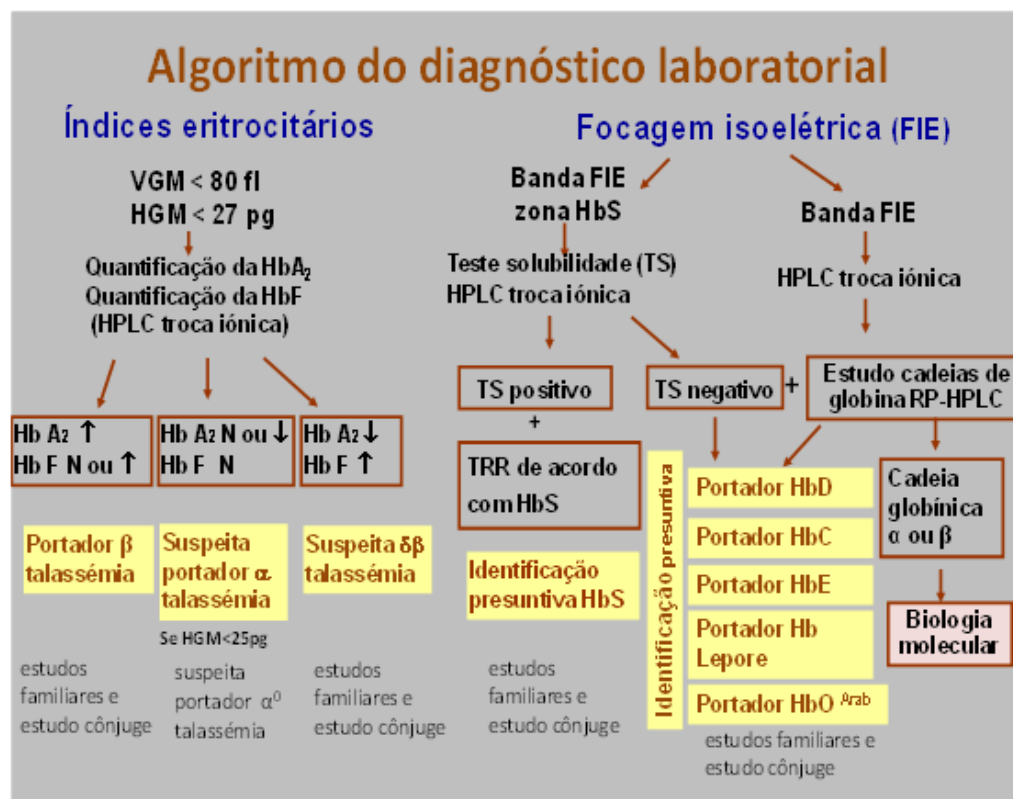 Algoritmo do diagnóstico laboratorial
Índices eritrocitários
VGM < 80 fl
HGM < 27 pg
Quantificação da HbA₂
Quantificação da HbF
(HPLC troca iónica)
Hb A₂ ↑
Hb F N ou ↑
Hb A₂ N ou ↓
Hb F N
Hb A₂ ↓
Hb F ↑
Portador β
talassémia
Suspeita
portador α
talassémia
Suspeita δβ
talassémia
Se HGM<25pg
estudos
familiares e
estudo cônjuge
suspeita
portador α⁰
talassémia
estudos
familiares e
estudo cônjuge
Focagem isoelétrica (FIE)
Banda FIE
zona HbS
Teste solubilidade (TS)
HPLC troca iónica
Banda FIE
HPLC troca iónica
TS positivo
+
TRR de acordo
com HbS
Identificação
presuntiva HbS
estudos
familiares e
estudo cônjuge
TS negativo
+
Estudo cadeias de
globina RP-HPLC
Identificação presuntiva
Portador HbD
Portador HbC
Portador HbE
Portador Hb
Lepore
Portador HbO ᴬʳᵃᵇ
estudos familiares e
estudo cônjuge
Cadeia
globínica
α ou β
Biologia
molecular